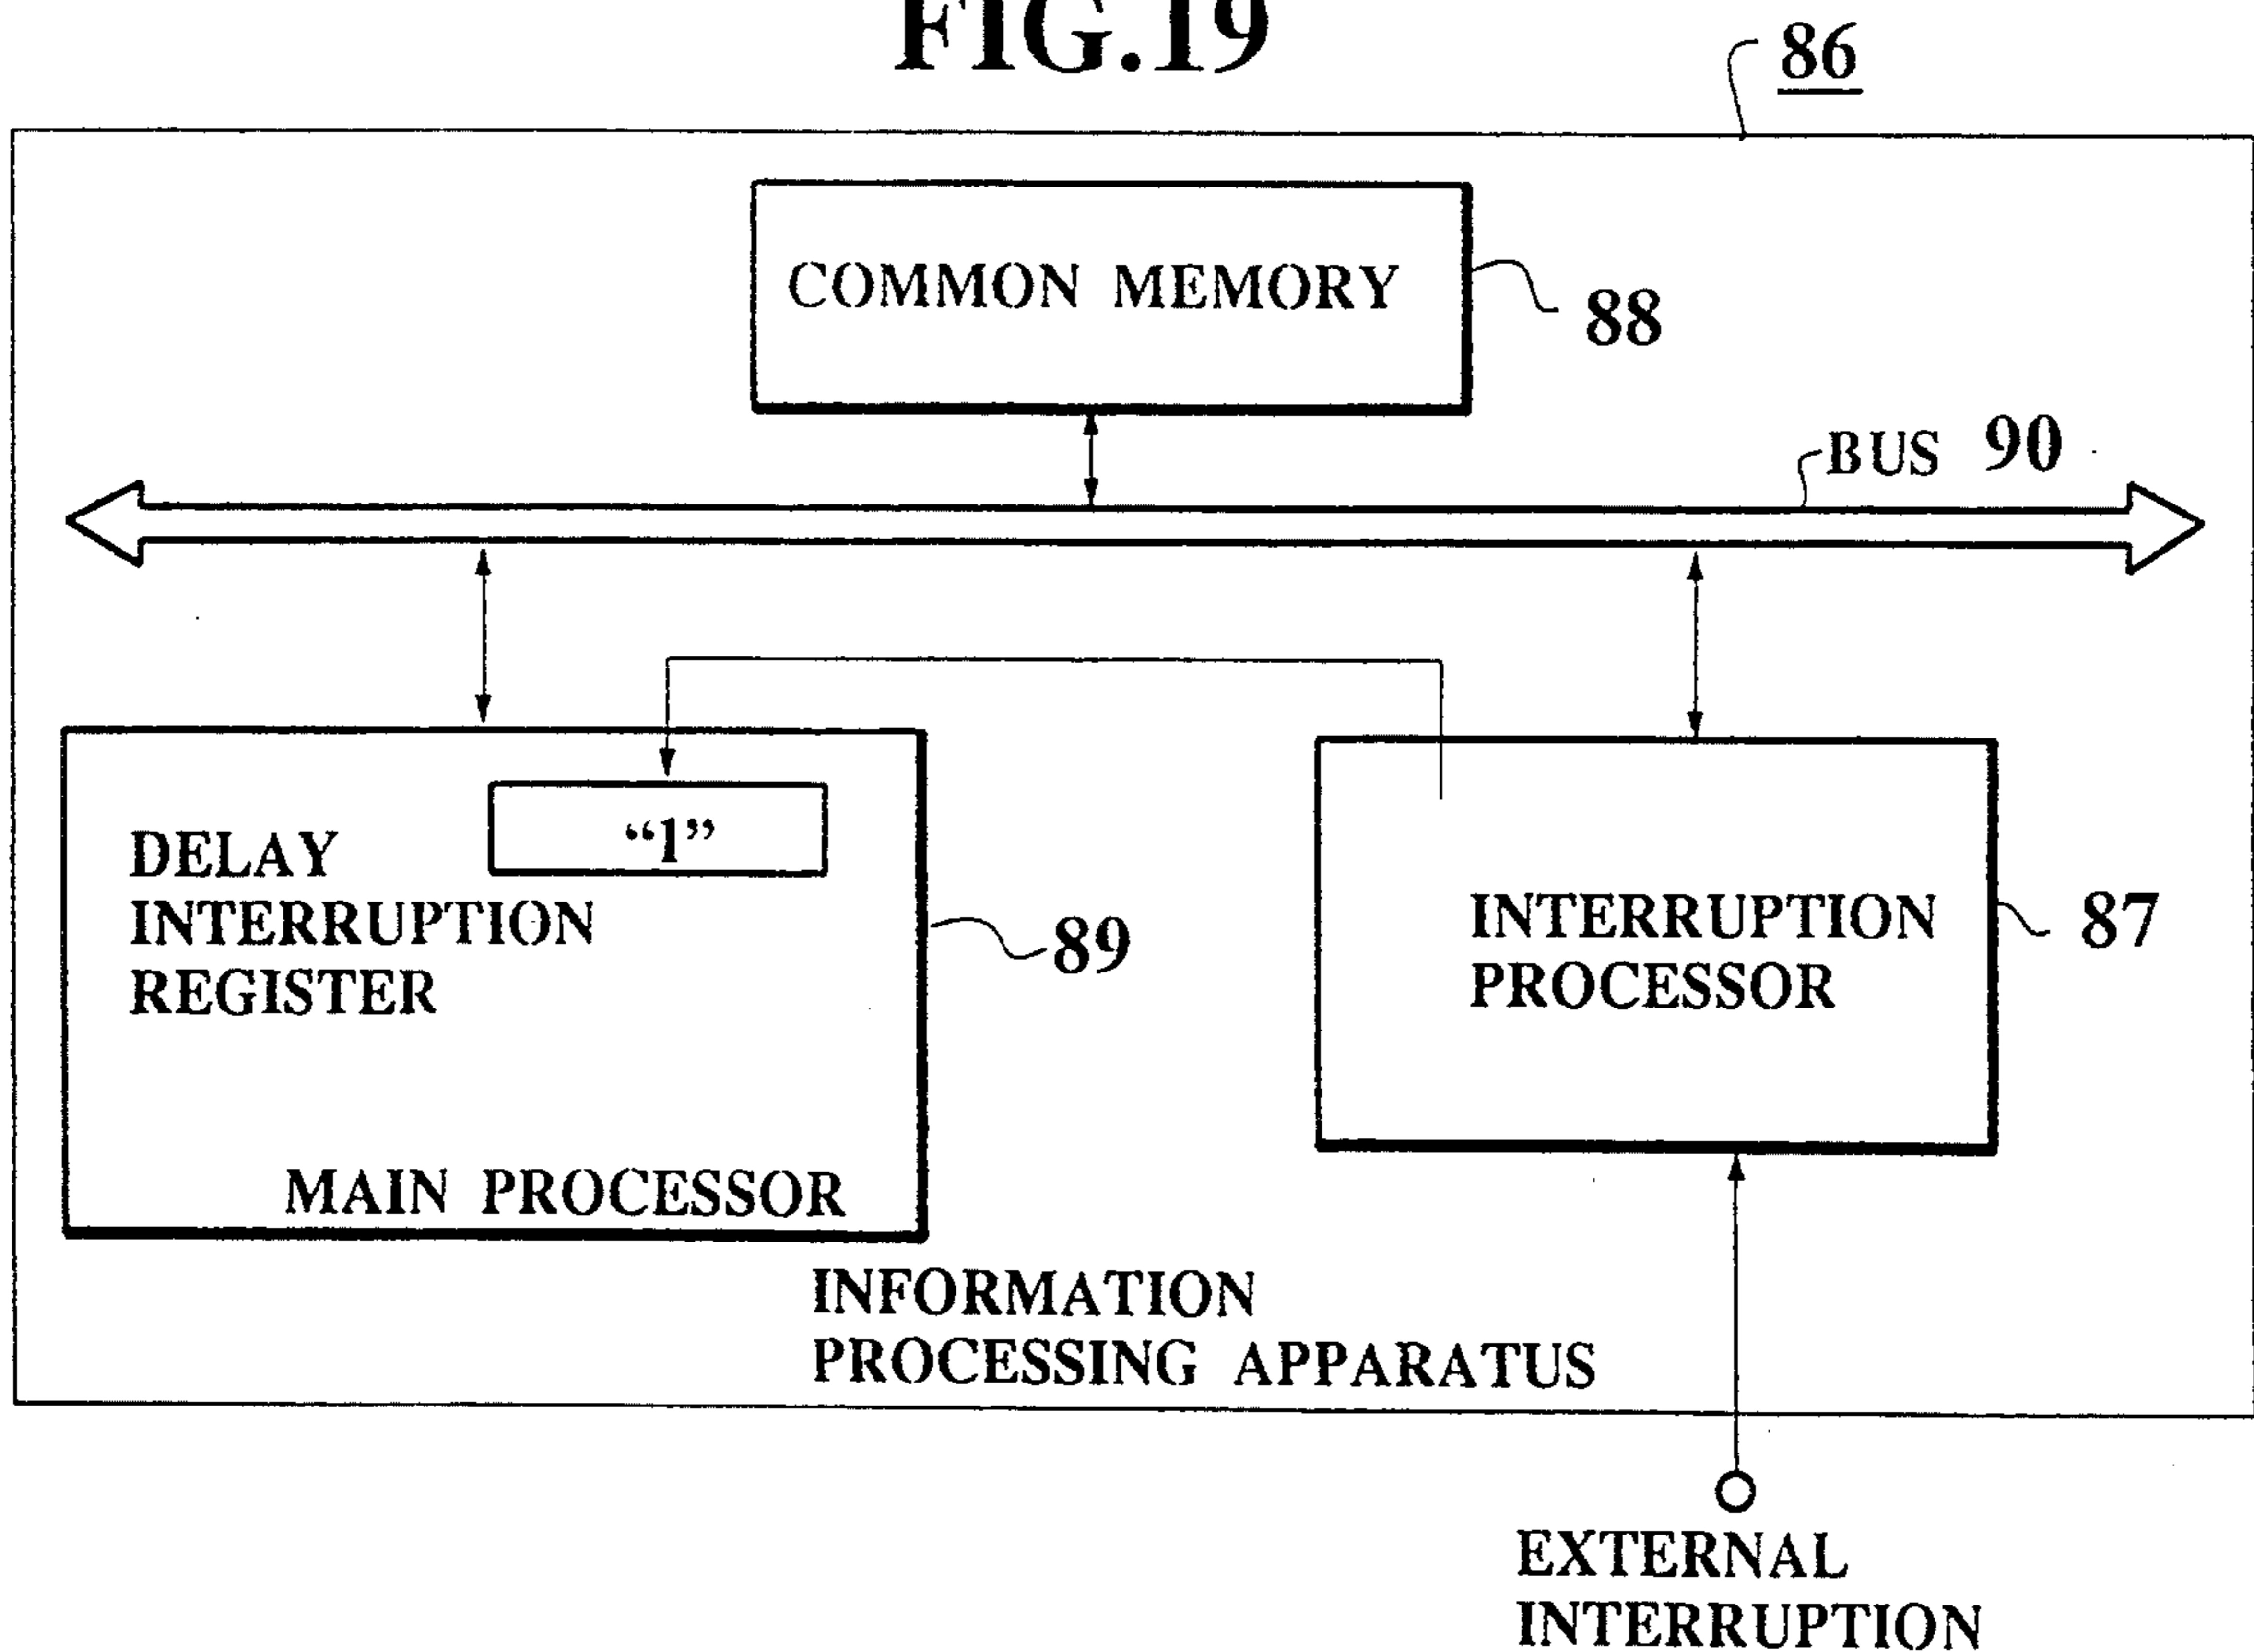 FIG.19
86
COMMON MEMORY
88
BUS 90
DELAY
INTERRUPTION
REGISTER
“1”
89
MAIN PROCESSOR
INTERRUPTION
PROCESSOR
87
INFORMATION
PROCESSING APPARATUS
EXTERNAL
INTERRUPTION